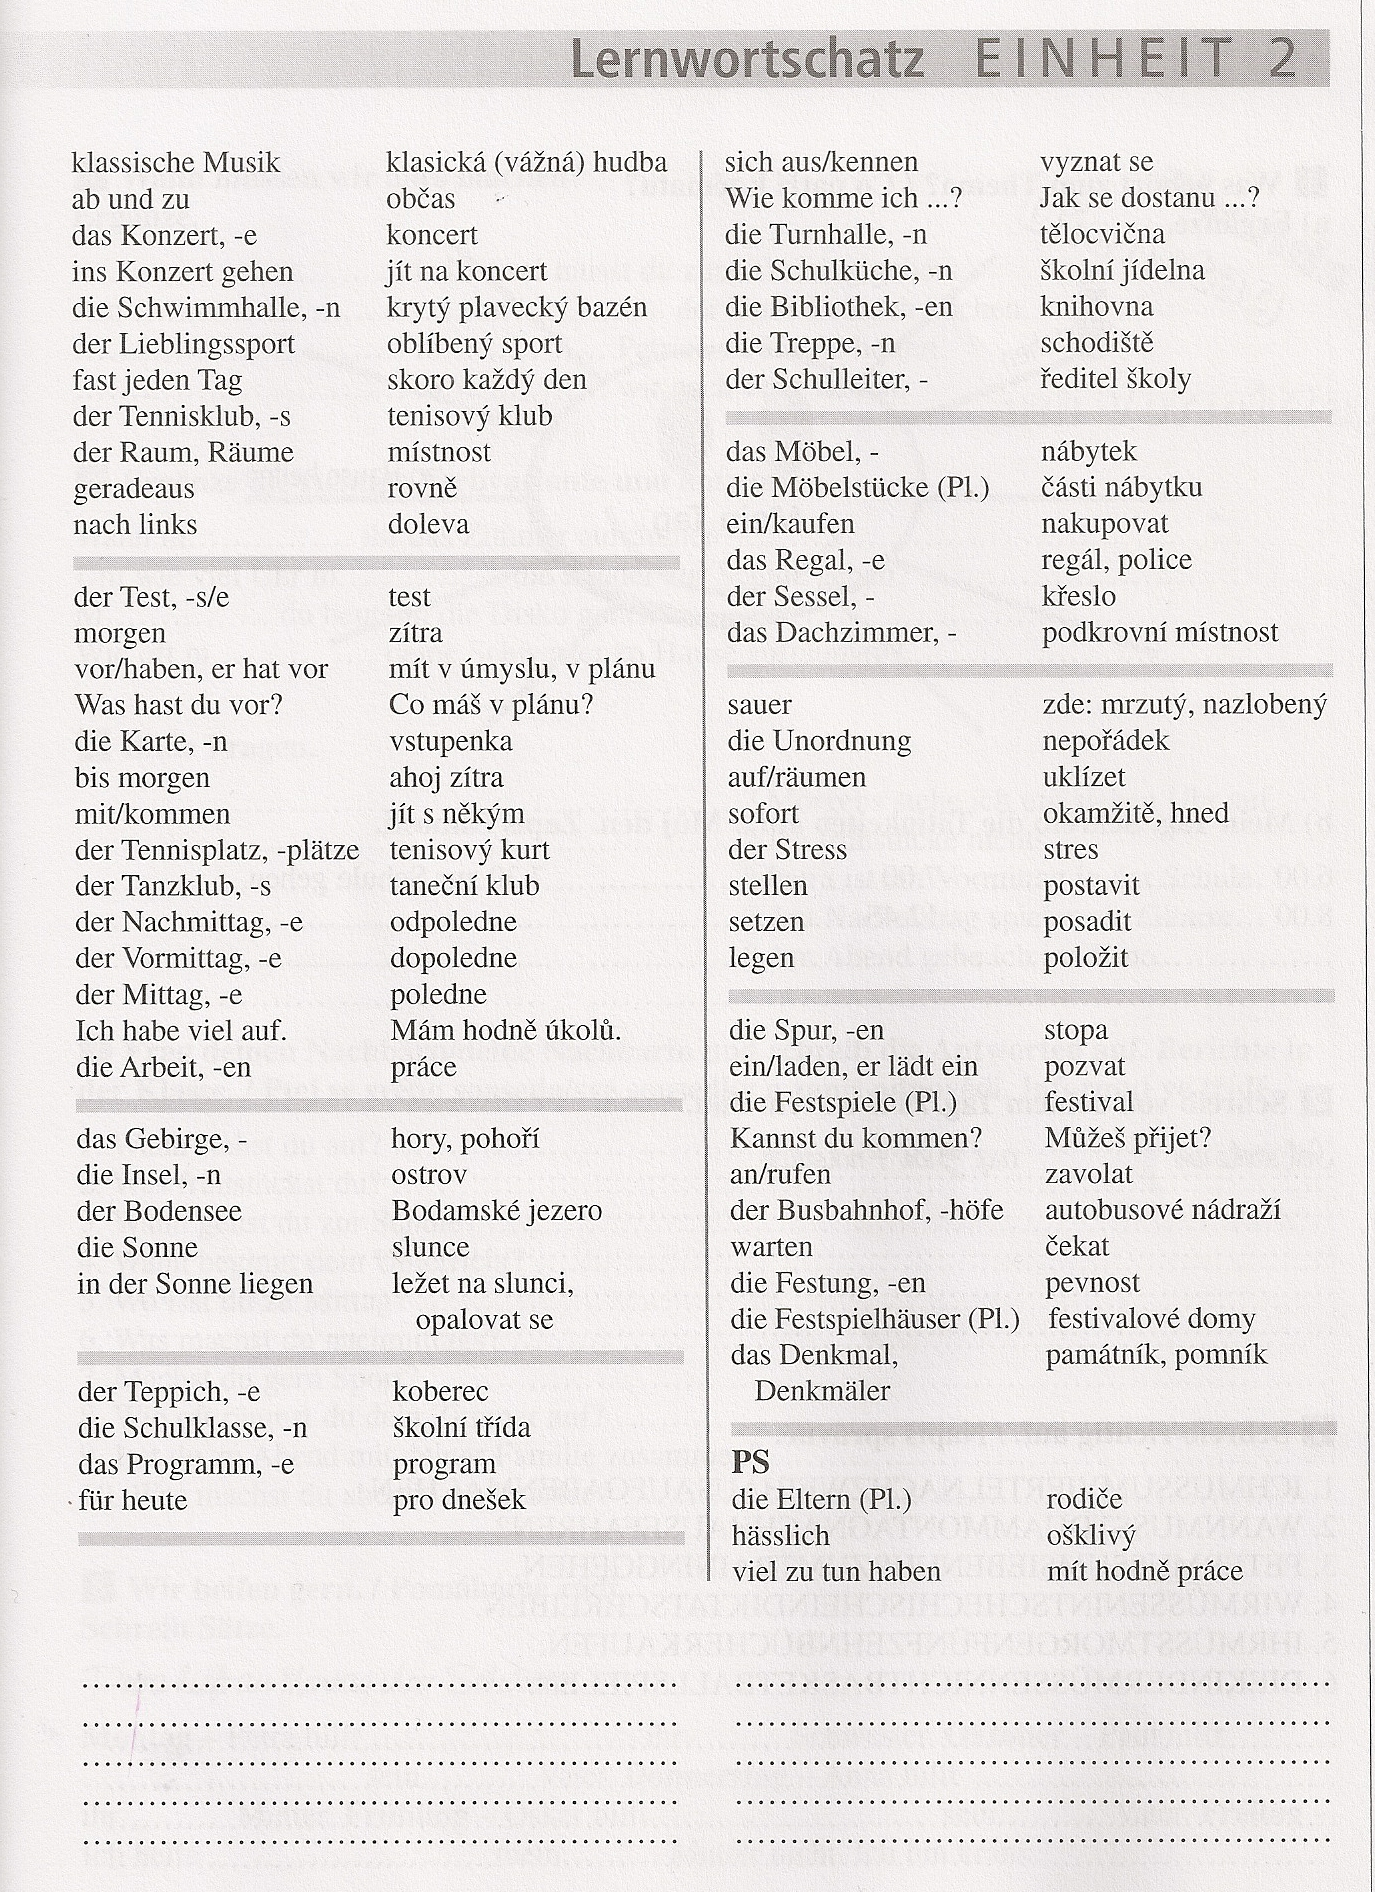 Lernwortschatz EINHEIT 2
klassische Musik klasická (vážná) hudba
ab und zu občas
das Konzert, -e koncert
ins Konzert gehen jít na koncert
die Schwimmhalle, -n krytý plavecký bazén
der Lieblingssport oblíbený sport
fast jeden Tag skoro každý den
der Tennisklub, -s tenisový klub
der Raum, Räume místnost
geradeaus rovně
nach links doleva
der Test, -s/e test
morgen zítra
vor/haben, er hat vor mít v úmyslu, v plánu
Was hast du vor? Co máš v plánu?
die Karte, -n vstupenka
bis morgen ahoj zítra
mit/kommen jít s někým
der Tennisplatz, -plätze tenisový kurt
der Tanzklub, -s taneční klub
der Nachmittag, -e odpoledne
der Vormittag, -e dopoledne
der Mittag, -e poledne
Ich habe viel auf. Mám hodně úkolů.
die Arbeit, -en práce
das Gebirge, - hory, pohoří
die Insel, -n ostrov
der Bodensee Bodamské jezero
die Sonne slunce
in der Sonne liegen ležet na slunci,
opalovat se
der Teppich, -e koberec
die Schulklasse, -n školní třída
das Programm, -e program
für heute pro dnešek
sich aus/kennen vyznat se
Wie komme ich ...? Jak se dostanu ...?
die Turnhalle, -n tělocvična
die Schulküche, -n školní jídelna
die Bibliothek, -en knihovna
die Treppe, -n schodiště
der Schulleiter, - ředitel školy
das Möbel, - nábytek
die Möbelstücke (Pl.) části nábytku
ein/kaufen nakupovat
das Regal, -e regál, police
der Sessel, - křeslo
das Dachzimmer, - podkrovní místnost
sauer zde: mrzutý, nazlobený
die Unordnung nepořádek
auf/räumen uklízet
sofort okamžitě, hned
der Stress stres
stellen postavit
setzen posadit
legen položit
die Spur, -en stopa
ein/laden, er lädt ein pozvat
die Festspiele (Pl.) festival
Kannst du kommen? Můžeš přijet?
an/rufen zavolat
der Busbahnhof, -höfe autobusové nádraží
warten čekat
die Festung, -en pevnost
die Festspielhäuser (Pl.) festivalové domy
das Denkmal, památník, pomník
Denkmäler
PS
die Eltern (Pl.) rodiče
hässlich ošklivý
viel zu tun haben mít hodně práce